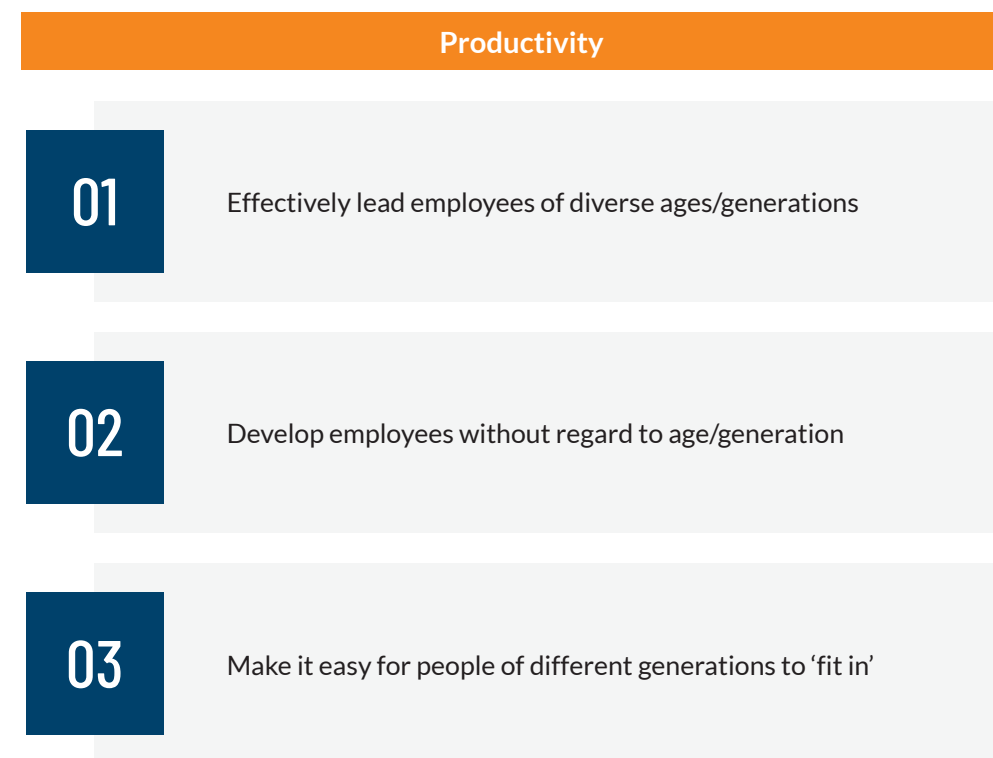 Productivity
01
Effectively lead employees of diverse ages/generations
02
Develop employees without regard to age/generation
03
Make it easy for people of different generations to ‘fit in’